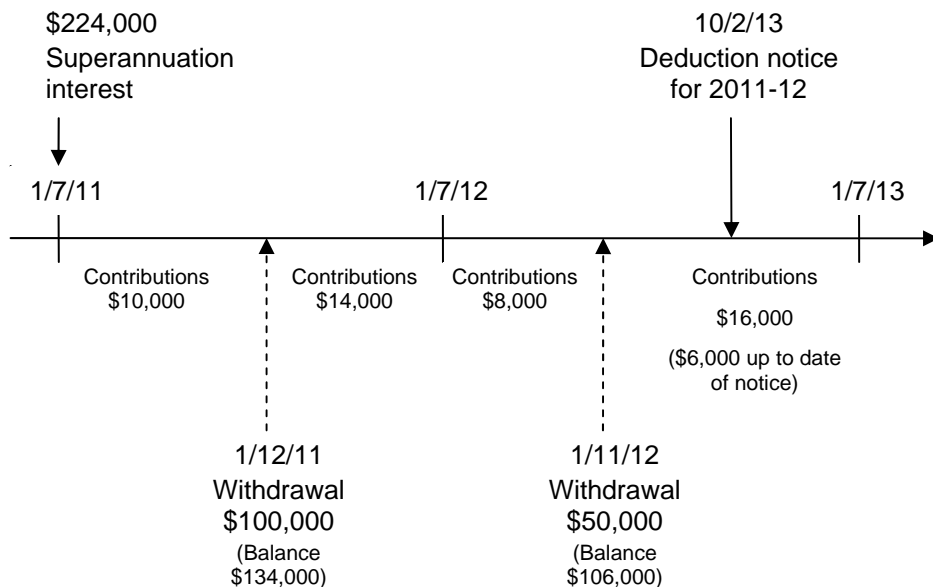 $224,000
Superannuation
interest
10/2/13
Deduction notice
for 2011-12
1/7/11
1/7/12
1/7/13
Contributions
$10,000
Contributions
$14,000
Contributions
$8,000
Contributions
$16,000
($6,000 up to date
of notice)
1/12/11
Withdrawal
$100,000
(Balance
$134,000)
1/11/12
Withdrawal
$50,000
(Balance
$106,000)